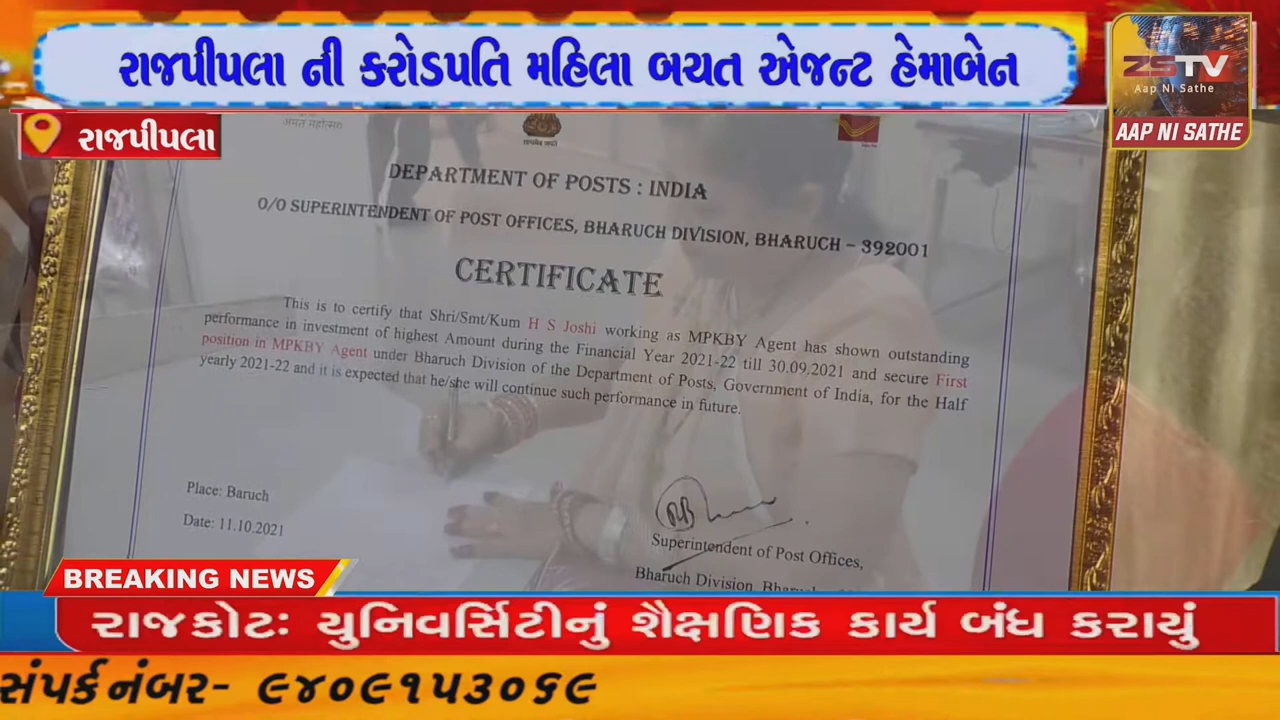 રાજપીપલા ની કરોડપતિ મહિલા બચત એજન્ટ હેમાબેન
ZSTV
Aap Ni Sathe
AAP NI SATHE
રાજપીપલા
DEPARTMENT OF POSTS : INDIA
O/O SUPERINTENDENT OF POST OFFICES, BHARUCH DIVISION, BHARUCH – 392001
CERTIFICATE
This is to certify that Shri/Smt/Kum H S Joshi working as MPKBY Agent has shown outstanding
performance in investment of highest Amount during the Financial Year 2021-22 till 30.09.2021 and secure First
position in MPKBY Agent under Bharuch Division of the Department of Posts, Government of India, for the Half
yearly 2021-22 and it is expected that he/she will continue such performance in future.
Place: Baruch
Date: 11.10.2021
Superintendent of Post Offices,
Bharuch Division,
BREAKING NEWS
રાજકોટઃ યુનિવર્સિટીનું શૈક્ષણિક કાર્ય બંધ કરાયું
સંપર્ક નંબર- ૯૪૦૯૧૫૩૦૬૯